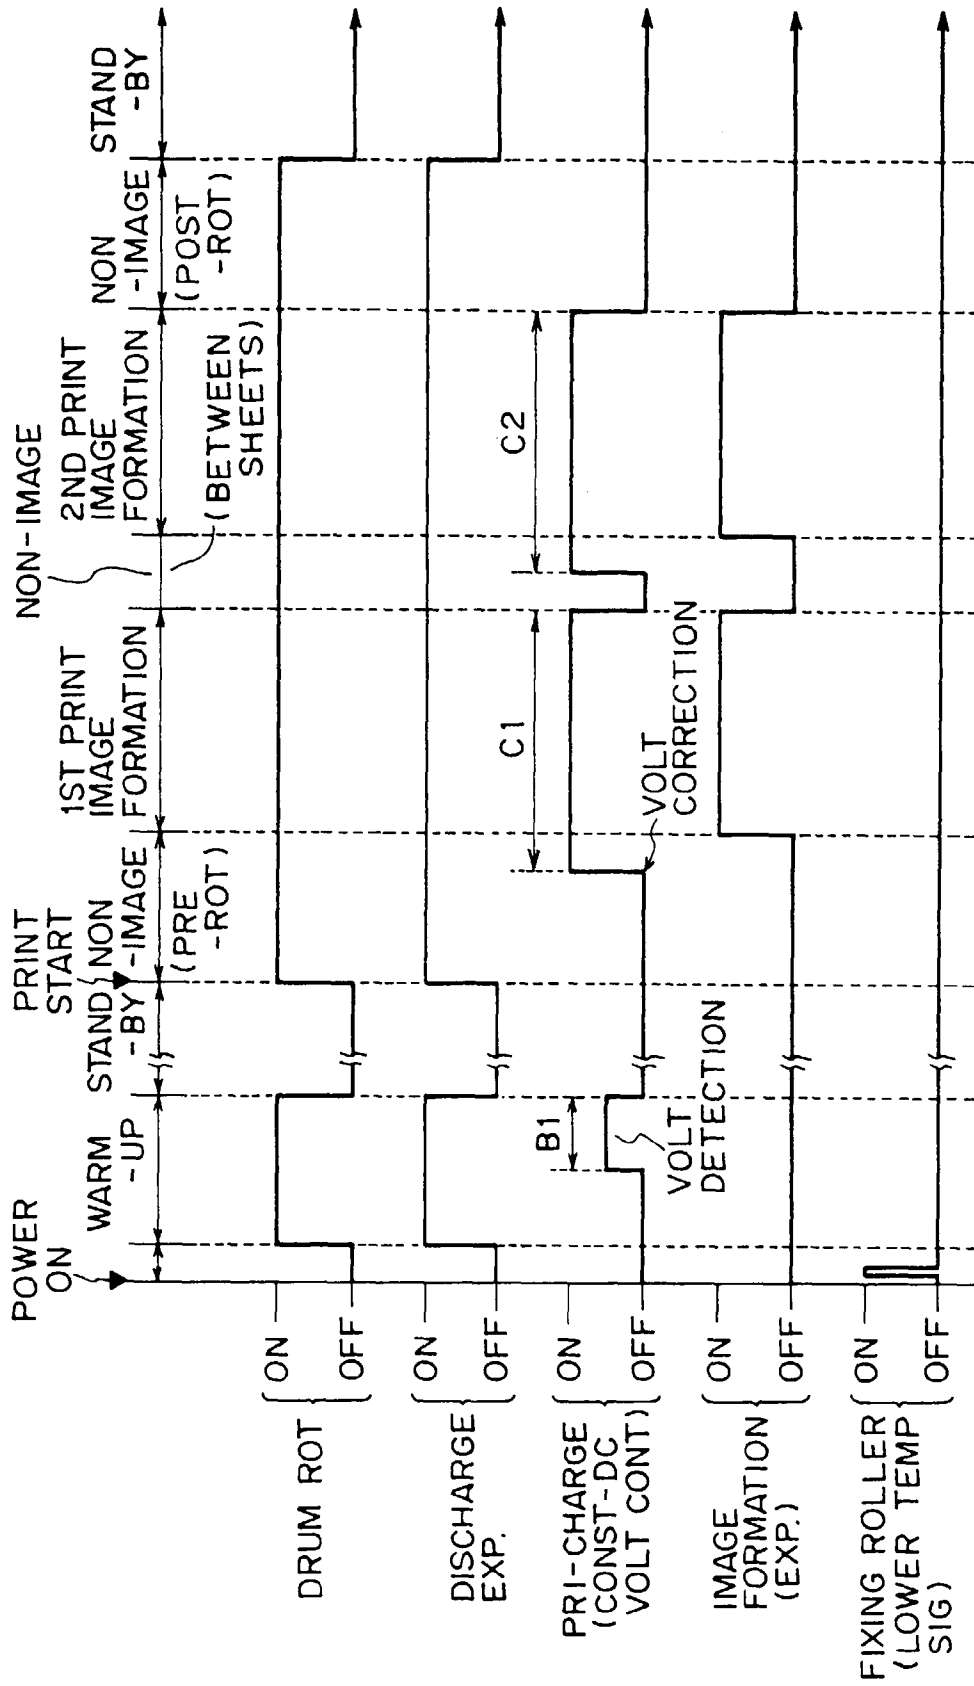 POWER
ON
WARM
-UP
STAND
-BY
PRINT
START
NON
-IMAGE
(PRE
-ROT)
1ST PRINT
IMAGE
FORMATION
NON-IMAGE
(BETWEEN
SHEETS)
2ND PRINT
IMAGE
FORMATION
NON
-IMAGE
(POST
-ROT)
STAND
-BY
DRUM ROT
ON
OFF
DISCHARGE
EXP.
ON
OFF
PRI-CHARGE
(CONST-DC
VOLT CONT)
ON
OFF
B1
VOLT
DETECTION
C1
VOLT
CORRECTION
C2
IMAGE
FORMATION
(EXP.)
ON
OFF
FIXING ROLLER
(LOWER TEMP
SIG)
ON
OFF